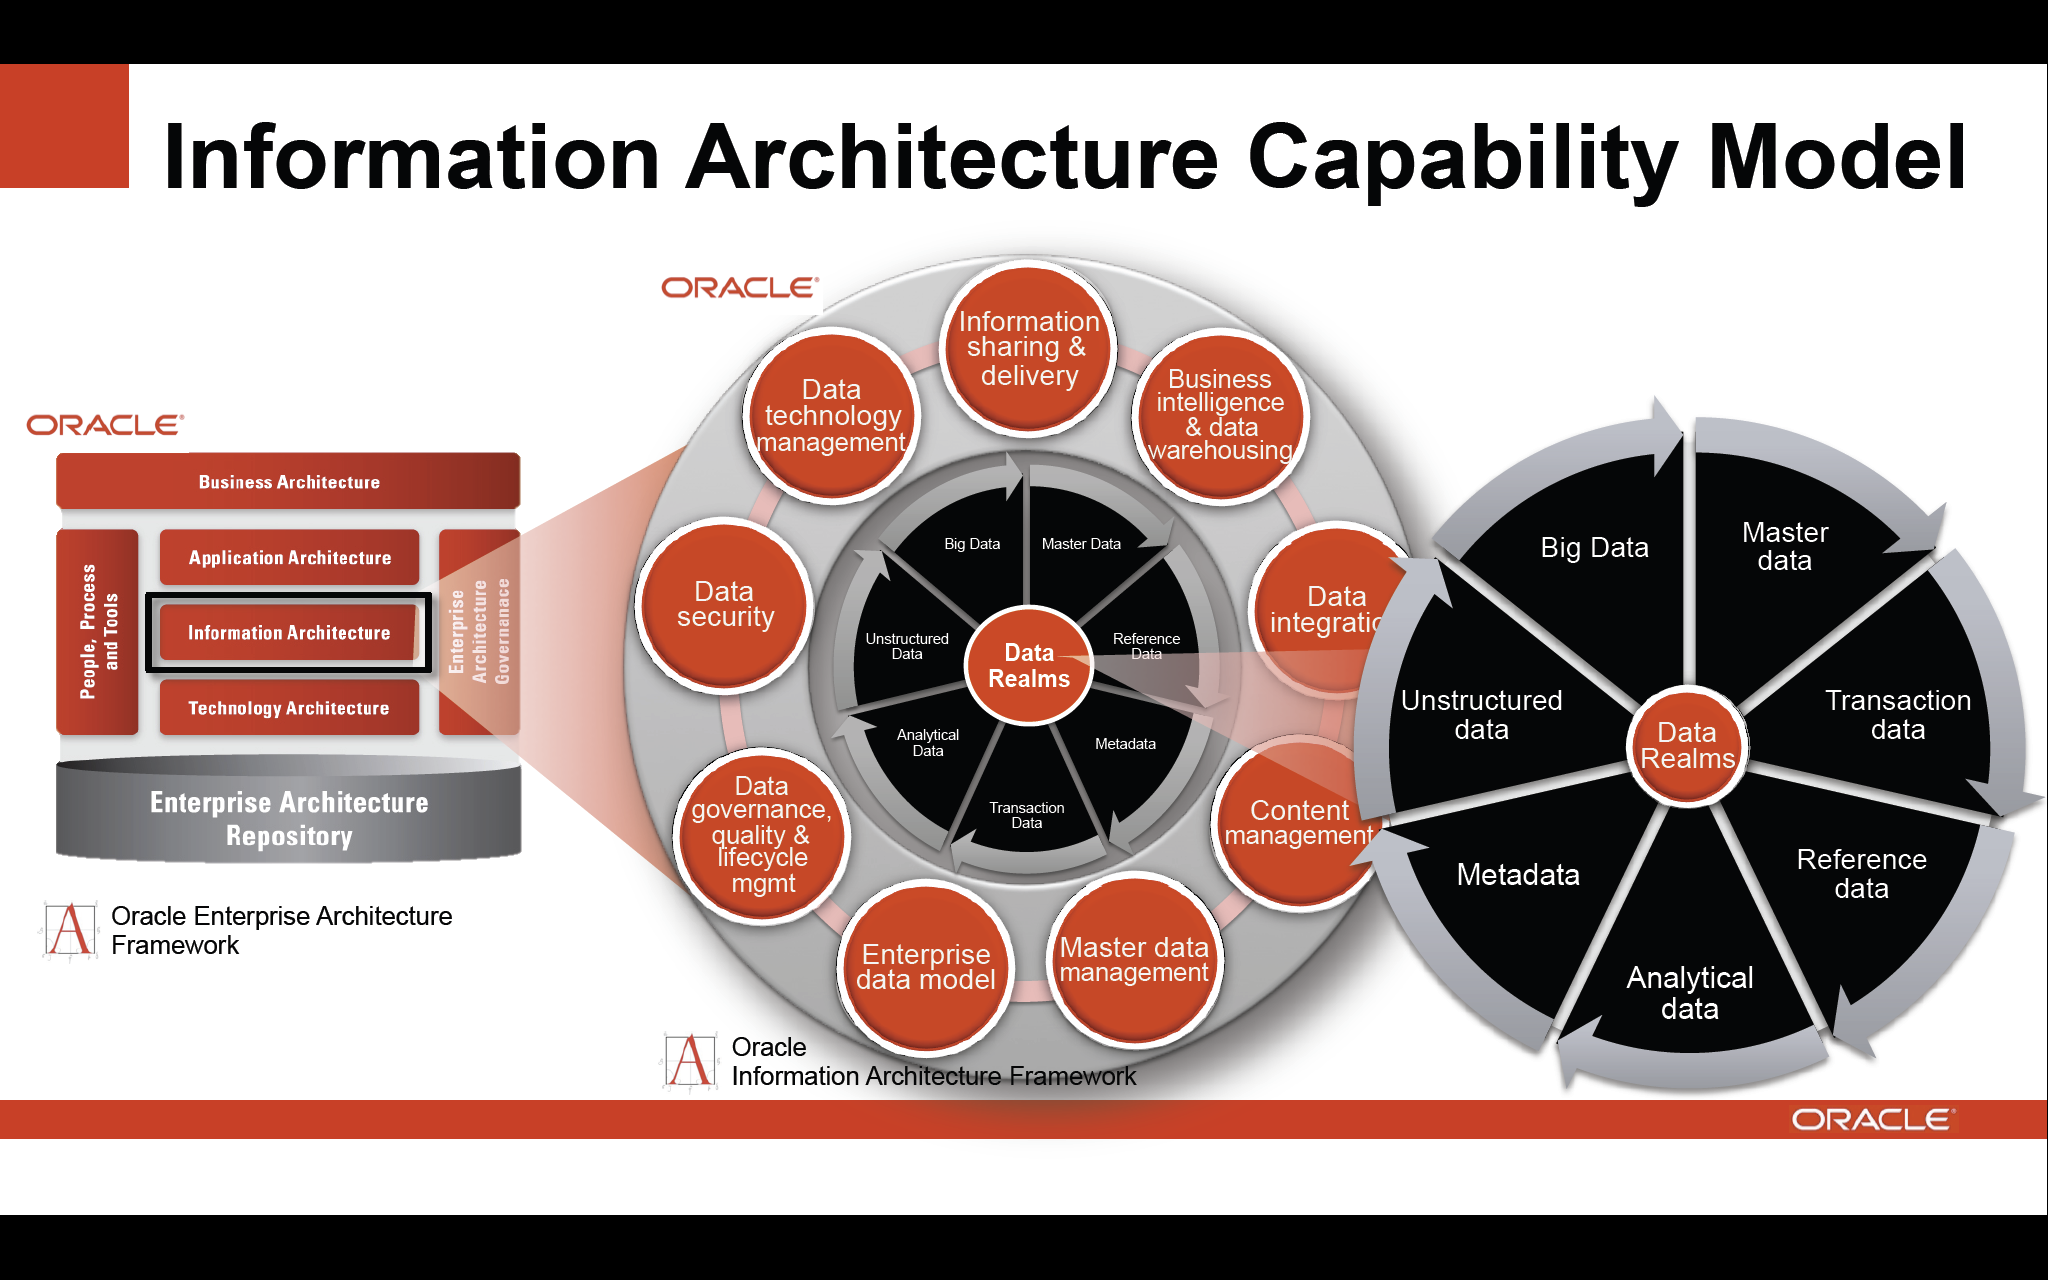 Information Architecture Capability Model
ORACLE
Business Architecture
People, Process
and Tools
Application Architecture
Information Architecture
Technology Architecture
Enterprise
Architecture
Governanace
Enterprise Architecture
Repository
A
Oracle Enterprise Architecture
Framework
ORACLE
Information
sharing &
delivery
Business
intelligence
& data
warehousing
Data
integratio
Content
management
Master data
management
Enterprise
data model
Data
governance,
quality &
lifecycle
mgmt
Data
security
Data
technology
management
Big Data
Master Data
Reference
Data
Metadata
Transaction
Data
Analytical
Data
Unstructured
Data
Data
Realms
A
Oracle
Information Architecture Framework
Big Data
Master
data
Transaction
data
Reference
data
Analytical
data
Metadata
Unstructured
data
Data
Realms
ORACLE